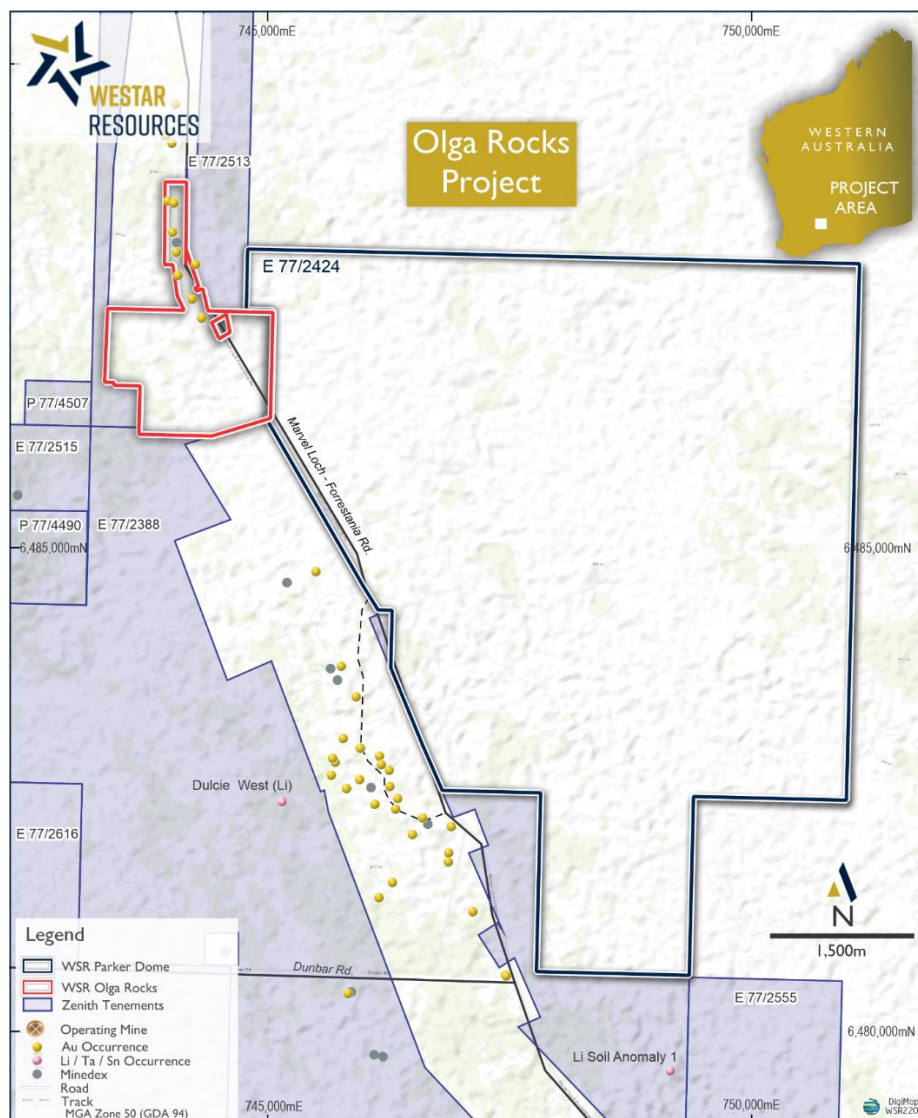 745,000mE
750,000mE
WESTAR
RESOURCES
Olga Rocks
Project
WESTERN
AUSTRALIA
PROJECT
AREA
E 77/2513
E 77/2424
P 77/4507
E 77/2515
P 77/4490
E 77/2388
Marvel Loch - Forrestania Rd.
6,485,000mN
6,485,000mN
Dulcie West (Li)
E 77/2616
N
1,500m
Legend
WSR Parker Dome
WSR Olga Rocks
Zenith Tenements
Operating Mine
Au Occurrence
Li / Ta / Sn Occurrence
Minedex
Road
Track
MGA Zone 50 (GDA 94)
Dunbar Rd.
E 77/2555
6,480,000mN
Li Soil Anomaly 1
745,000mE
750,000mE
DigiMap